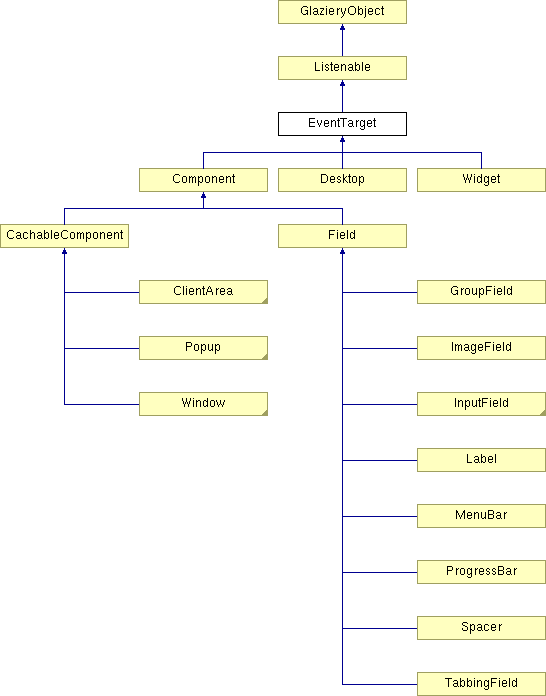 GlazieryObject
Listenable
EventTarget
Component
Desktop
Widget
CachableComponent
Field
ClientArea
GroupField
Popup
ImageField
Window
InputField
Label
MenuBar
ProgressBar
Spacer
TabbingField